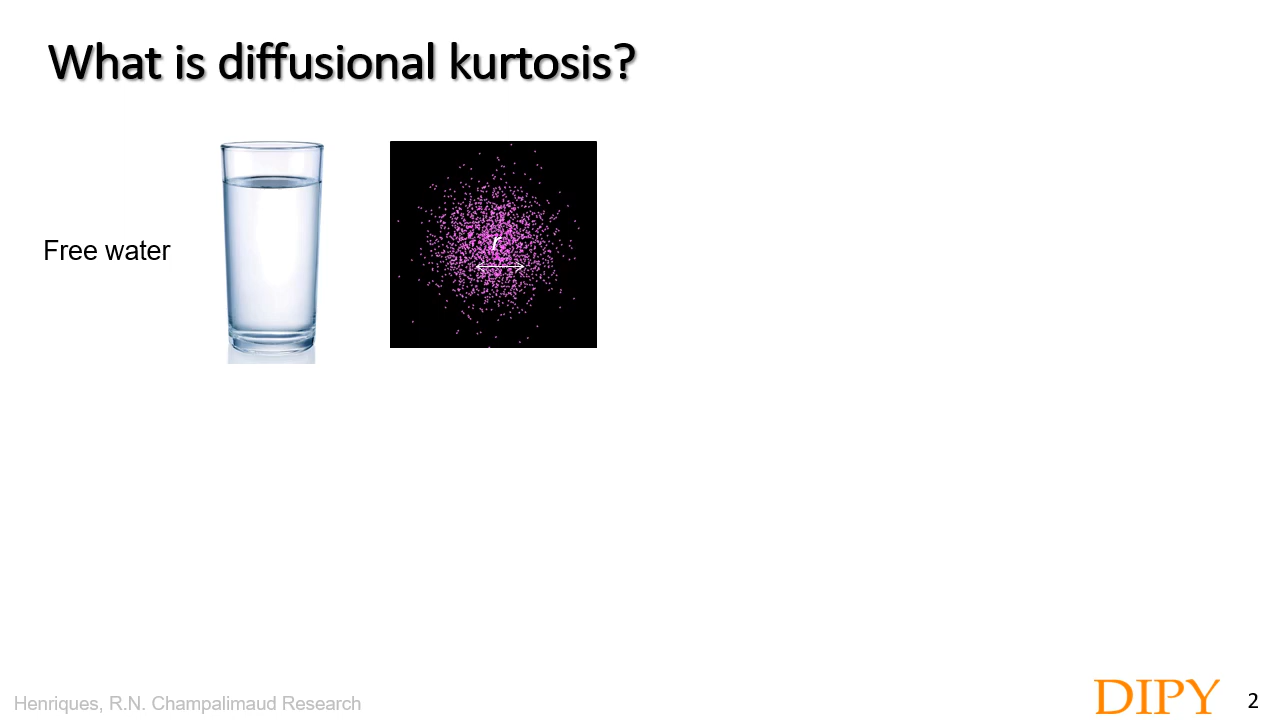 What is diffusional kurtosis?
Free water
r
Henriques, R.N. Champalimaud Research
DIPY
2